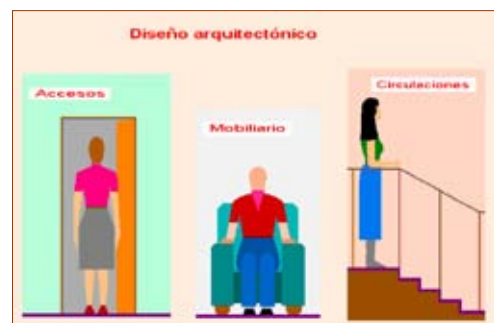 Diseño arquitectónico
Accesos
Mobiliario
Circulaciones